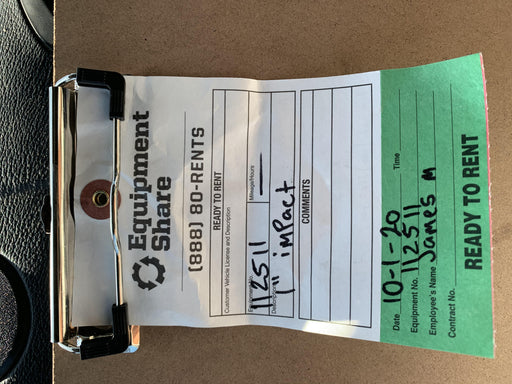 Equipment
Share
(888) 80-RENTS
READY TO RENT
Customer Vehicle License and Description
Equipment No.
Mileage/Hours
112511
Description
1" impact
COMMENTS
Date 10-1-20 Time
Equipment No. 112511
Employee's Name James M
Contract No.
READY TO RENT